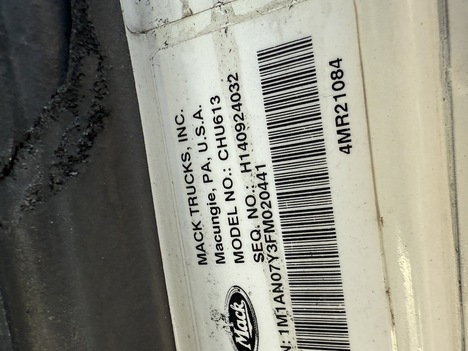 MACK TRUCKS, INC.
Macungie, PA, U.S.A.
MODEL NO.: CHU613
SEQ. NO.: H140924032
N: 1M1AN07Y3FM020441
4MR21084
Mack